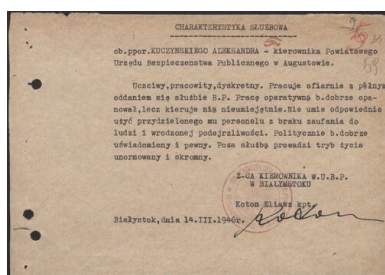 CHARAKTERYSTYKA SŁUŻBOWA
ob.ppor.KUCZYNSKIEGO ALEKSANDRA - kierownika Powiatowego
Urzędu Bezpieczenstwa Publicznego w Augustowie.
Uczciwy,pracowity,dyskretny. Pracuje ofiarnie z pełnym
oddaniem się służbie B.P. Pracę operatywną b.dobrze opa-
nował,lecz kieruje nią nieumiejętnie.Nie umie odpowiednio
użyć przydzielonego mu personelu z braku zaufania do
ludzi i wrodzonej podejrzliwości. Politycznie b.dobrze
uświadomiony i pewny. Poza służbą prowadzi tryb życia
unormowany i skromny.
Z-CA KIEROWNIKA W.U.B.P.
W BIAŁYMSTOKU
Koton Eliasz kpt.
Białystok,dnia 14.III.1946r.